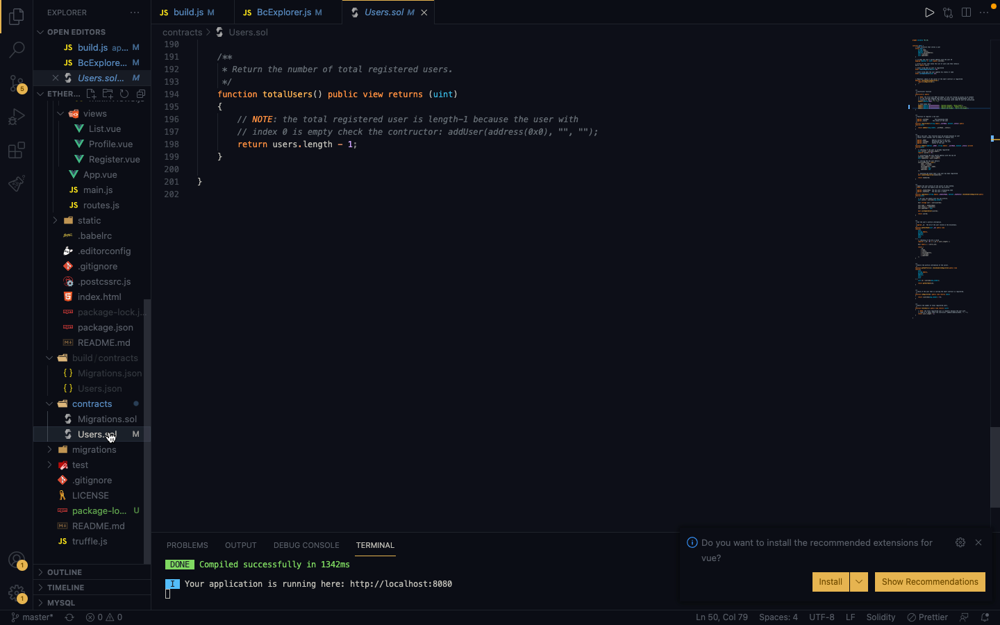 EXPLORER
OPEN EDITORS
build.js ap... M
BcExplore... M
Users.sol... M
ETHER...
views
List.vue
Profile.vue
Register.vue
App.vue
main.js
routes.js
static
.babelrc
.editorconfig
.gitignore
.postcssrc.js
index.html
package-lock.j...
package.json
README.md
build / contracts
Migrations.json
Users.json
contracts
Migrations.sol
Users.sol M
migrations
test
.gitignore
LICENSE
package-lo... U
README.md
truffle.js
OUTLINE
TIMELINE
MYSQL
5
1
1
JS build.js M
JS BcExplorer.js M
Users.sol M
contracts > Users.sol
190
191 /**
192 * Return the number of total registered users.
193 */
194 function totalUsers() public view returns (uint)
195 {
196 // NOTE: the total registered user is length-1 because the user with
197 // index 0 is empty check the contructor: addUser(address(0x0), "", "");
198 return users.length - 1;
199 }
200
201 }
202
PROBLEMS OUTPUT DEBUG CONSOLE TERMINAL
DONE Compiled successfully in 1342ms
I Your application is running here: http://localhost:8080
Do you want to install the recommended extensions for
vue?
Install Show Recommendations
master* 0 0 Ln 50, Col 79 Spaces: 4 UTF-8 LF Solidity Prettier